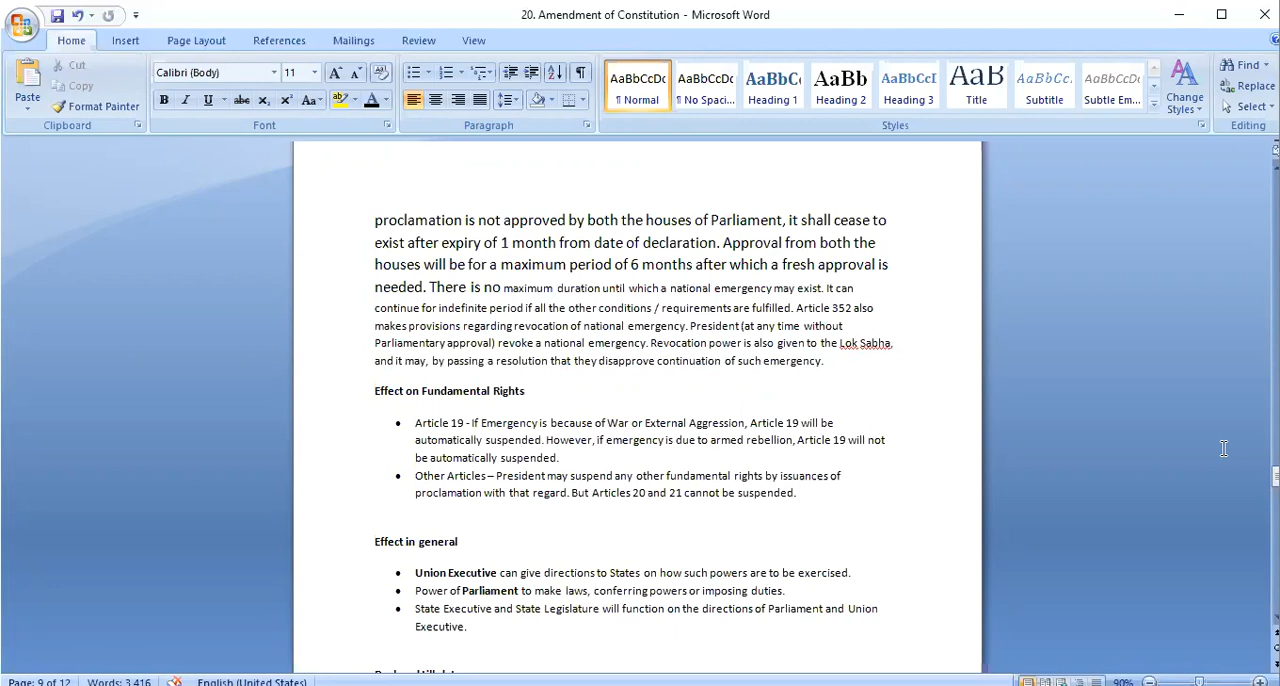 20. Amendment of Constitution - Microsoft Word
Home Insert Page Layout References Mailings Review View
Paste
Cut
Copy
Format Painter
Clipboard
Calibri (Body) 11
B I U abc X₂ X² Aa
Font
Paragraph
AaBbCcDc AaBbCcDc AaBbC AaBb AaBbCcI AaB AaBbCc. AaBbCcDc
¶ Normal ¶ No Spaci... Heading 1 Heading 2 Heading 3 Title Subtitle Subtle Em...
Change
Styles
Styles
Find
Replace
Select
Editing
proclamation is not approved by both the houses of Parliament, it shall cease to
exist after expiry of 1 month from date of declaration. Approval from both the
houses will be for a maximum period of 6 months after which a fresh approval is
needed. There is no maximum duration until which a national emergency may exist. It can
continue for indefinite period if all the other conditions / requirements are fulfilled. Article 352 also
makes provisions regarding revocation of national emergency. President (at any time without
Parliamentary approval) revoke a national emergency. Revocation power is also given to the Lok Sabha,
and it may, by passing a resolution that they disapprove continuation of such emergency.
Effect on Fundamental Rights
• Article 19 - If Emergency is because of War or External Aggression, Article 19 will be
automatically suspended. However, if emergency is due to armed rebellion, Article 19 will not
be automatically suspended.
• Other Articles – President may suspend any other fundamental rights by issuances of
proclamation with that regard. But Articles 20 and 21 cannot be suspended.
Effect in general
• Union Executive can give directions to States on how such powers are to be exercised.
• Power of Parliament to make laws, conferring powers or imposing duties.
• State Executive and State Legislature will function on the directions of Parliament and Union
Executive.
Page: 9 of 12 Words: 3,416 English (United States) 90%